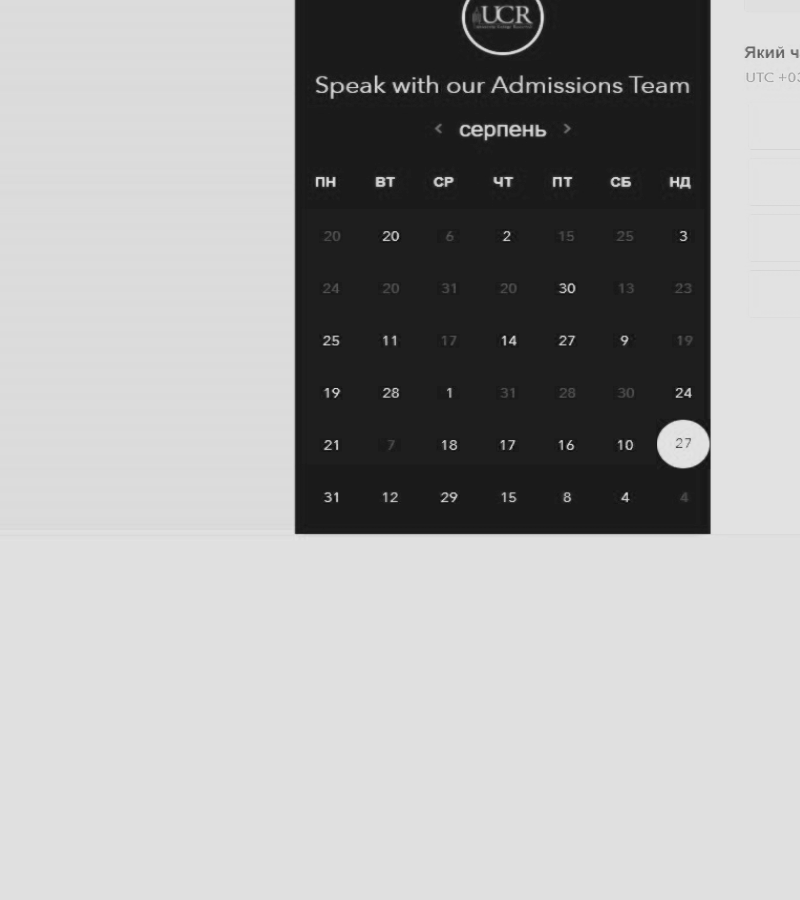 UCR
Speak with our Admissions Team
< серпень >
ПН ВТ СР ЧТ ПТ СБ НД
20 20 6 2 15 25 3
24 20 31 20 30 13 23
25 11 17 14 27 9 19
19 28 1 31 28 30 24
21 7 18 17 16 10 27
31 12 29 15 8 4 4
Який ч
UTC +03